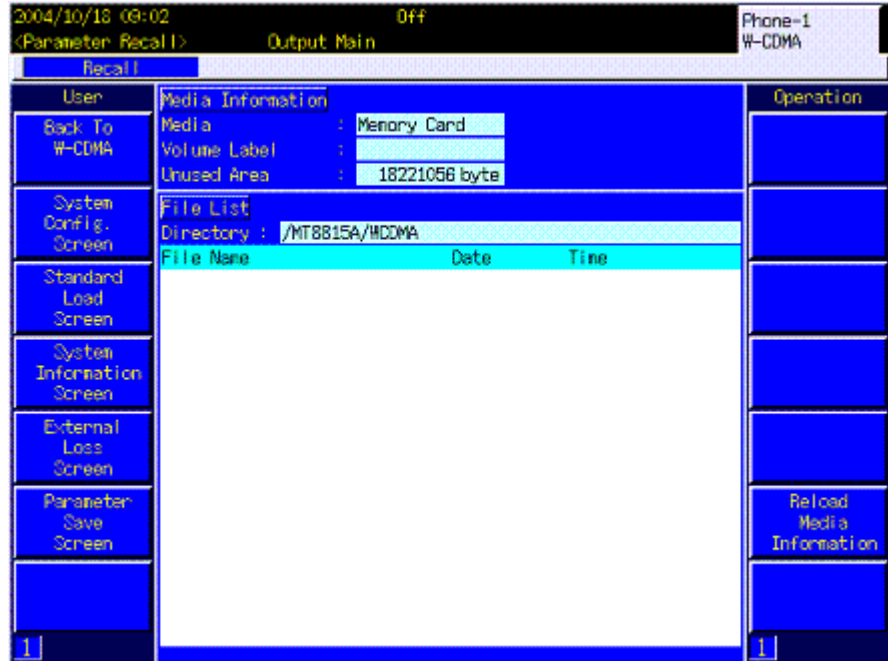 2004/10/18 09:02 Off
<Parameter Recall> Output Main
Phone-1
W-CDMA
Recall
User
Back To
W-CDMA
System
Config.
Screen
Standard
Load
Screen
System
Information
Screen
External
Loss
Screen
Parameter
Save
Screen
1
Media Information
Media : Memory Card
Volume Label :
Unused Area : 18221056 byte
File List
Directory : /MT8815A/WCDMA
File Name Date Time
Operation
Reload
Media
Information
1